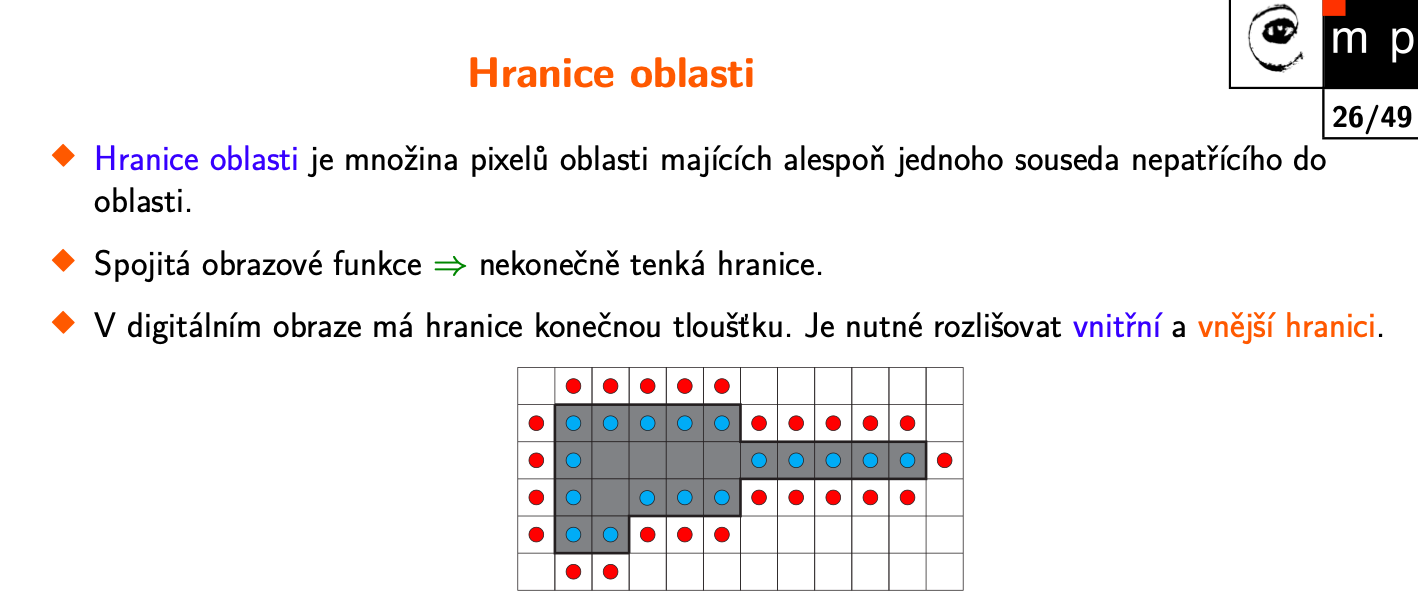 m p
Hranice oblasti
26/49
Hranice oblasti je množina pixelů oblasti majících alespoň jednoho souseda nepatřícího do
oblasti.
Spojitá obrazové funkce ⇒ nekonečně tenká hranice.
V digitálním obraze má hranice konečnou tloušťku. Je nutné rozlišovat vnitřní a vnější hranici.